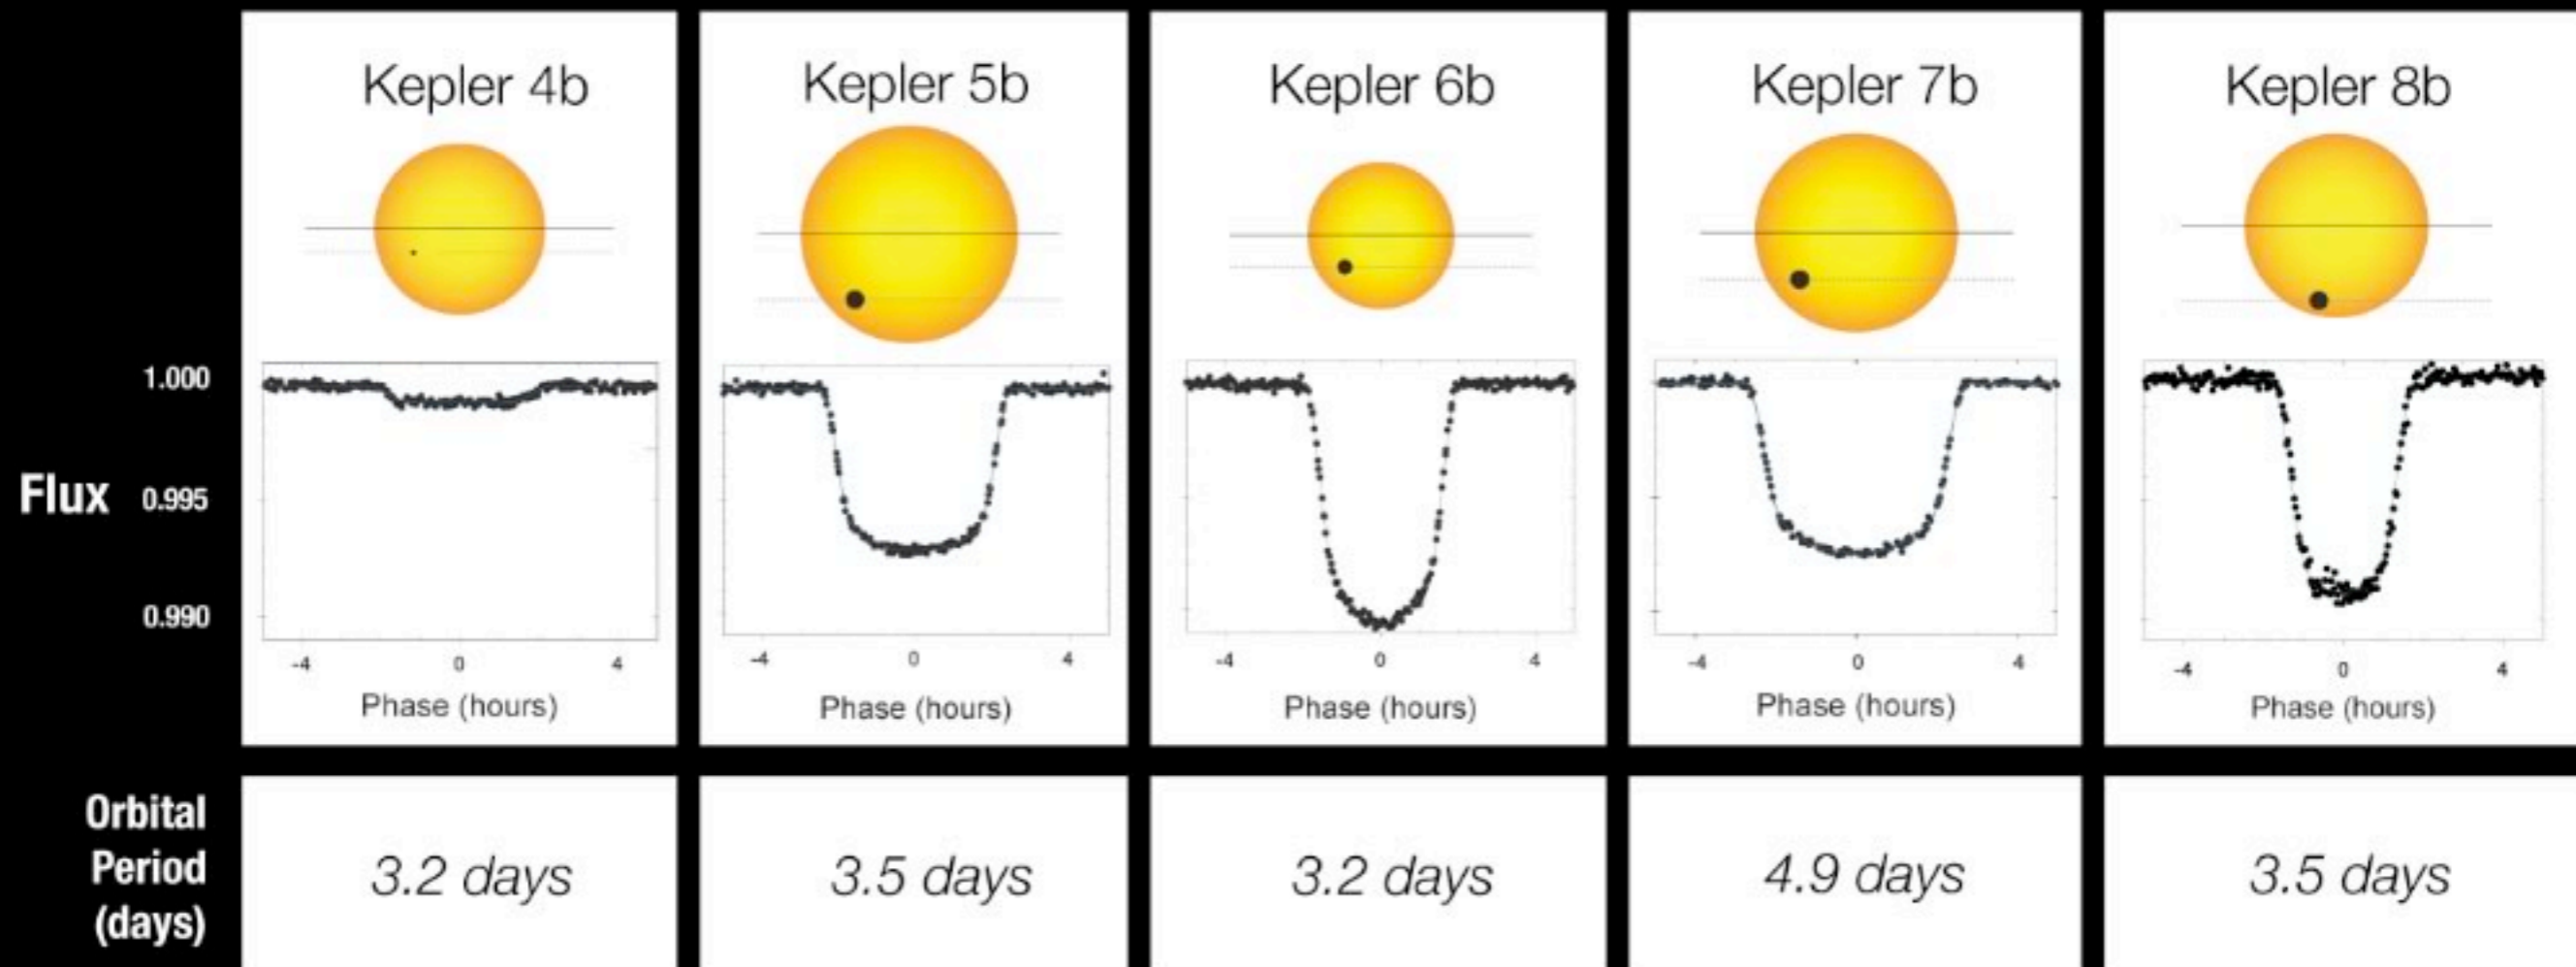 Kepler 4b
Kepler 5b
Kepler 6b
Kepler 7b
Kepler 8b
Flux
1.000
0.995
0.990
-4 0 4
Phase (hours)
-4 0 4
Phase (hours)
-4 0 4
Phase (hours)
-4 0 4
Phase (hours)
-4 0 4
Phase (hours)
Orbital
Period
(days)
3.2 days
3.5 days
3.2 days
4.9 days
3.5 days